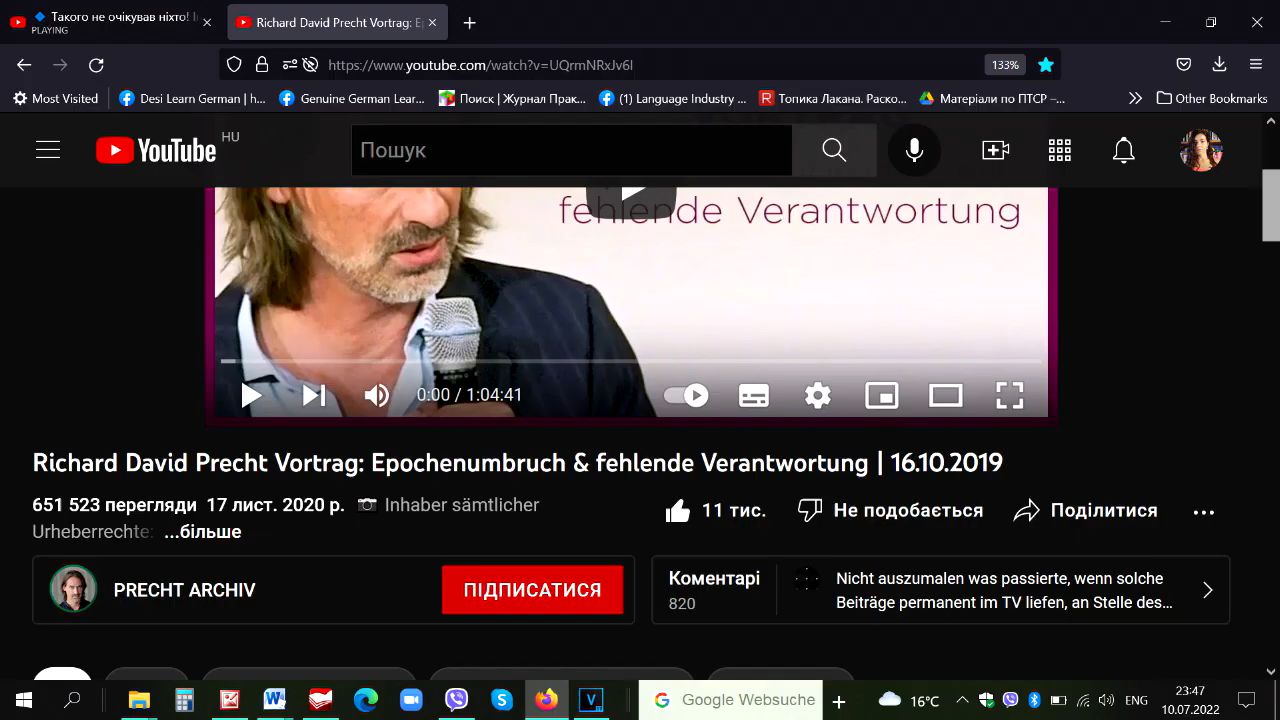 Такого не очікував ніхто! І
PLAYING
Richard David Precht Vortrag: E
https://www.youtube.com/watch?v=UQrmNRxJv6I
133%
Most Visited
Desi Learn German | h...
Genuine German Lear...
Поиск | Журнал Прак...
(1) Language Industry ...
Топика Лакана. Раско...
Матеріали по ПТСР –...
Other Bookmarks
YouTube
HU
Пошук
fehlende Verantwortung
0:00 / 1:04:41
Richard David Precht Vortrag: Epochenumbruch & fehlende Verantwortung | 16.10.2019
651 523 перегляди 17 лист. 2020 р. Inhaber sämtlicher
Urheberrechte: ...більше
11 тис.
Не подобається
Поділитися
PRECHT ARCHIV
ПІДПИСАТИСЯ
Коментарі
820
Nicht auszumalen was passierte, wenn solche
Beiträge permanent im TV liefen, an Stelle des...
Google Websuche
16°C
ENG
23:47
10.07.2022